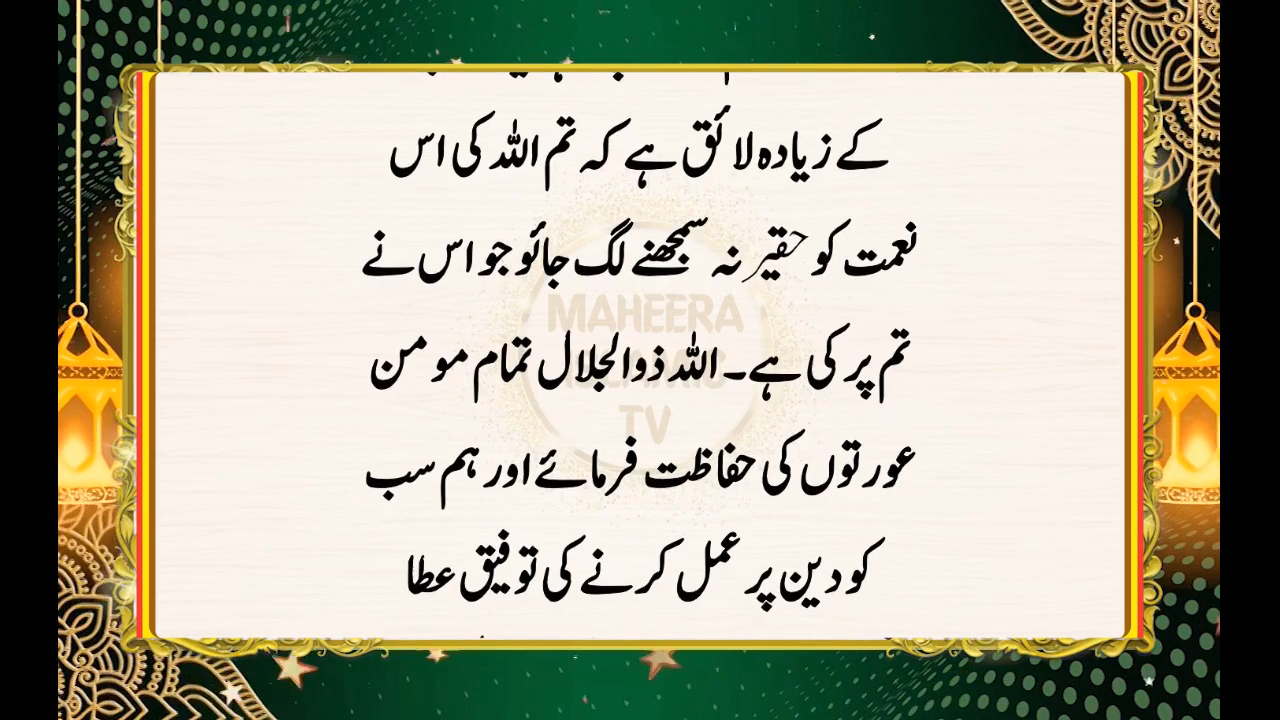 کے زیادہ لائق ہے کہ تم اللہ کی اس
نعمت کو حقیر نہ سمجھنے لگ جائو جو اس نے
تم پر کی ہے۔ اللہ ذوالجلال تمام مومن
عورتوں کی حفاظت فرمائے اور ہم سب
کو دین پر عمل کرنے کی توفیق عطا
MAHEERA
TV